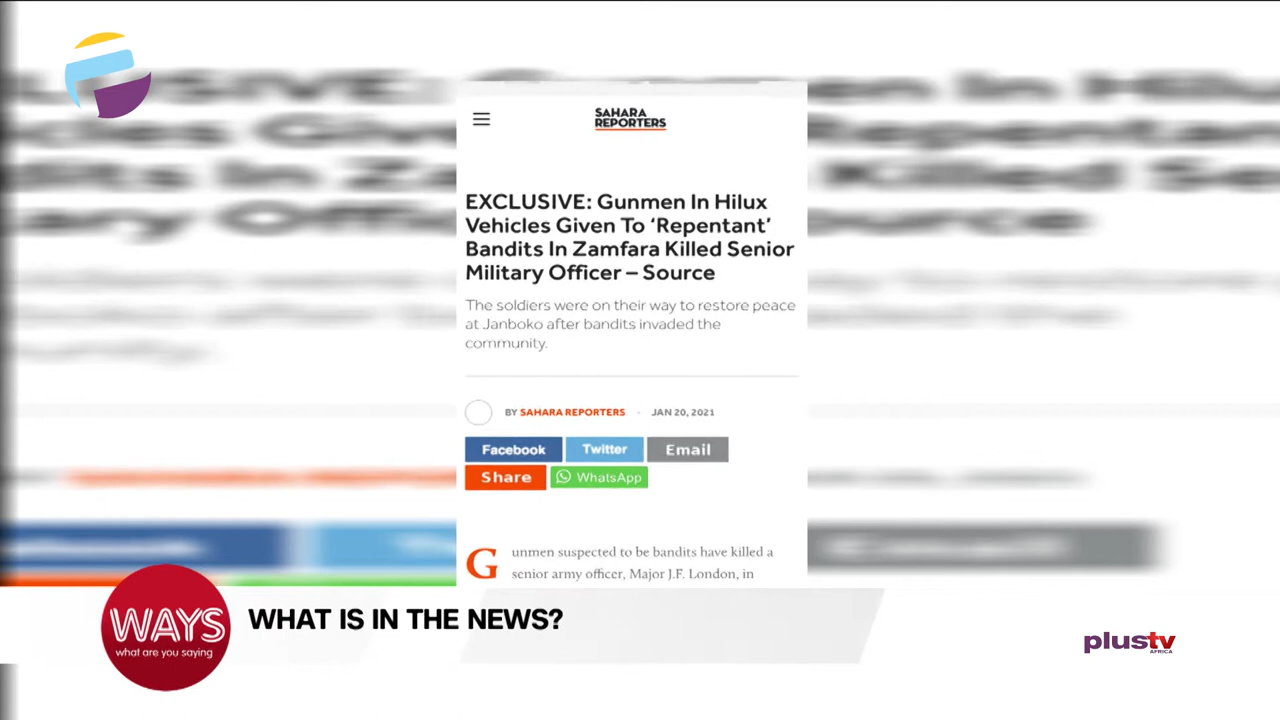 SAHARA
REPORTERS
EXCLUSIVE: Gunmen In Hilux
Vehicles Given To ‘Repentant’
Bandits In Zamfara Killed Senior
Military Officer – Source
The soldiers were on their way to restore peace
at Janboko after bandits invaded the
community.
BY SAHARA REPORTERS JAN 20, 2021
Facebook Twitter Email
Share WhatsApp
Gunmen suspected to be bandits have killed a
senior army officer, Major J.F. London, in
WAYS
what are you saying
WHAT IS IN THE NEWS?
plustv
AFRICA